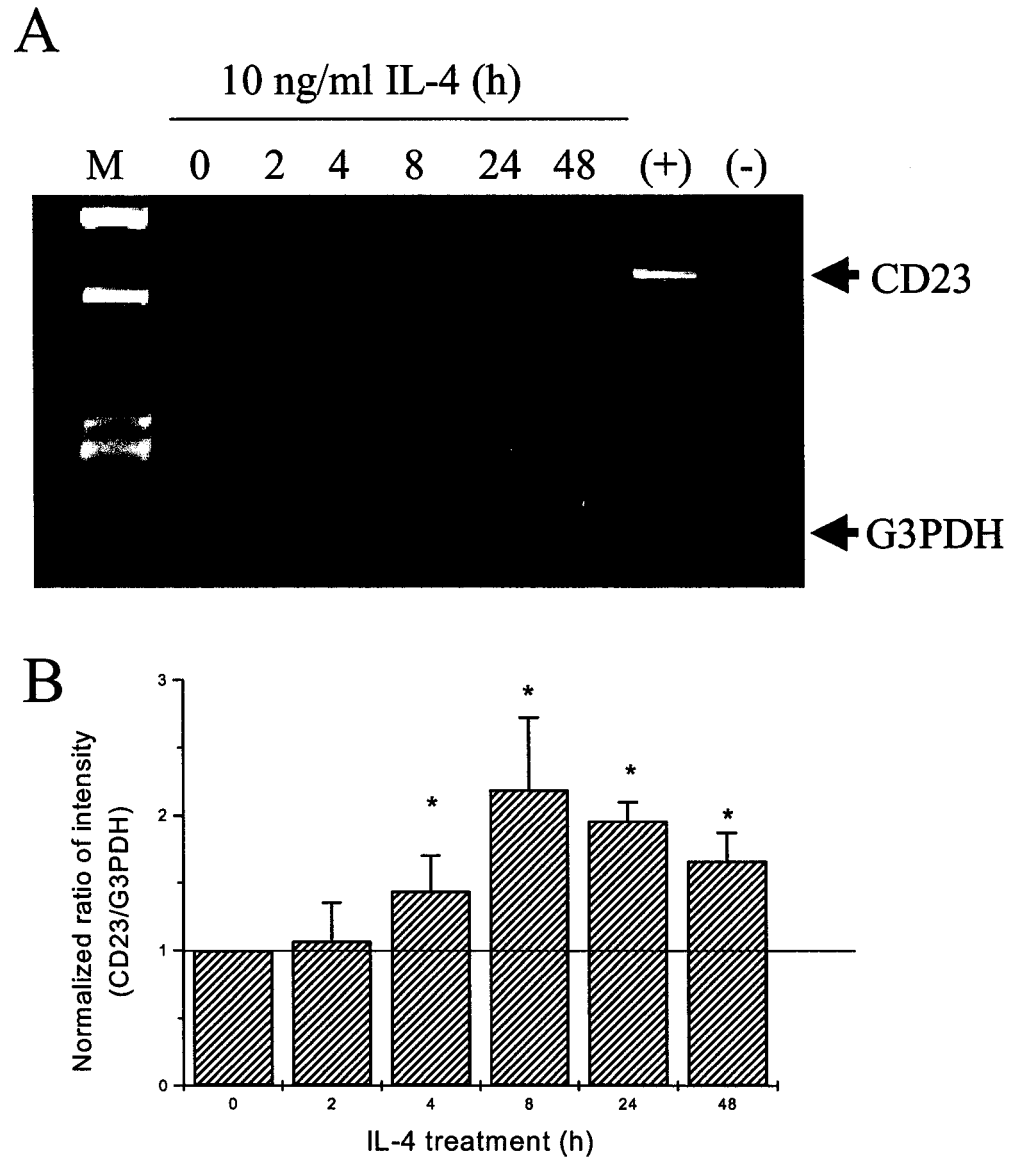 A
10 ng/ml IL-4 (h)
M 0 2 4 8 24 48 (+) (-)
CD23
G3PDH
B
Normalized ratio of intensity
(CD23/G3PDH)
3
2
1
0
* * * *
0 2 4 8 24 48
IL-4 treatment (h)